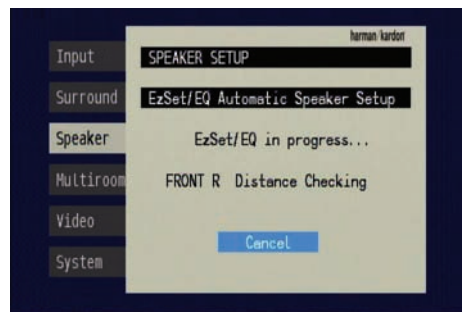 harman/kardon
Input
Surround
Speaker
Multiroom
Video
System
SPEAKER SETUP
EzSet/EQ Automatic Speaker Setup
EzSet/EQ in progress...
FRONT R Distance Checking
Cancel